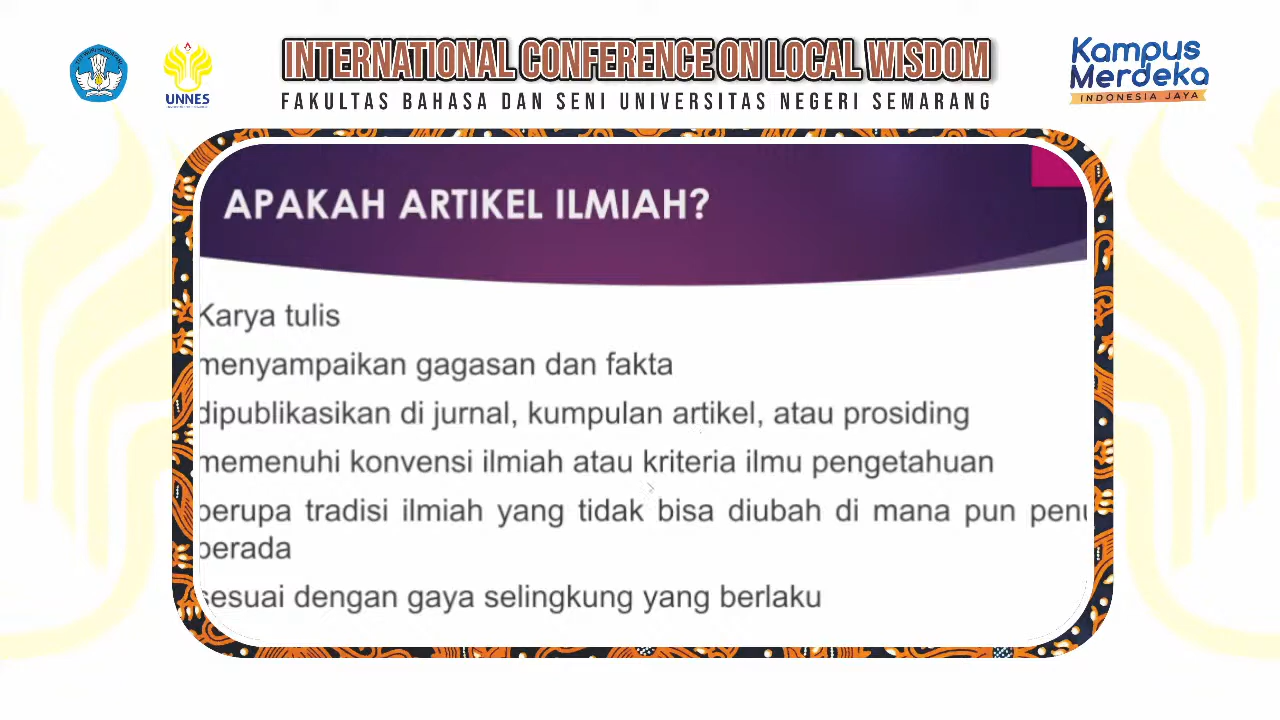 INTERNATIONAL CONFERENCE ON LOCAL WISDOM
FAKULTAS BAHASA DAN SENI UNIVERSITAS NEGERI SEMARANG
UNNES
Kampus
Merdeka
INDONESIA JAYA
APAKAH ARTIKEL ILMIAH?
Karya tulis
menyampaikan gagasan dan fakta
dipublikasikan di jurnal, kumpulan artikel, atau prosiding
memenuhi konvensi ilmiah atau kriteria ilmu pengetahuan
berupa tradisi ilmiah yang tidak bisa diubah di mana pun
berada
sesuai dengan gaya selingkung yang berlaku